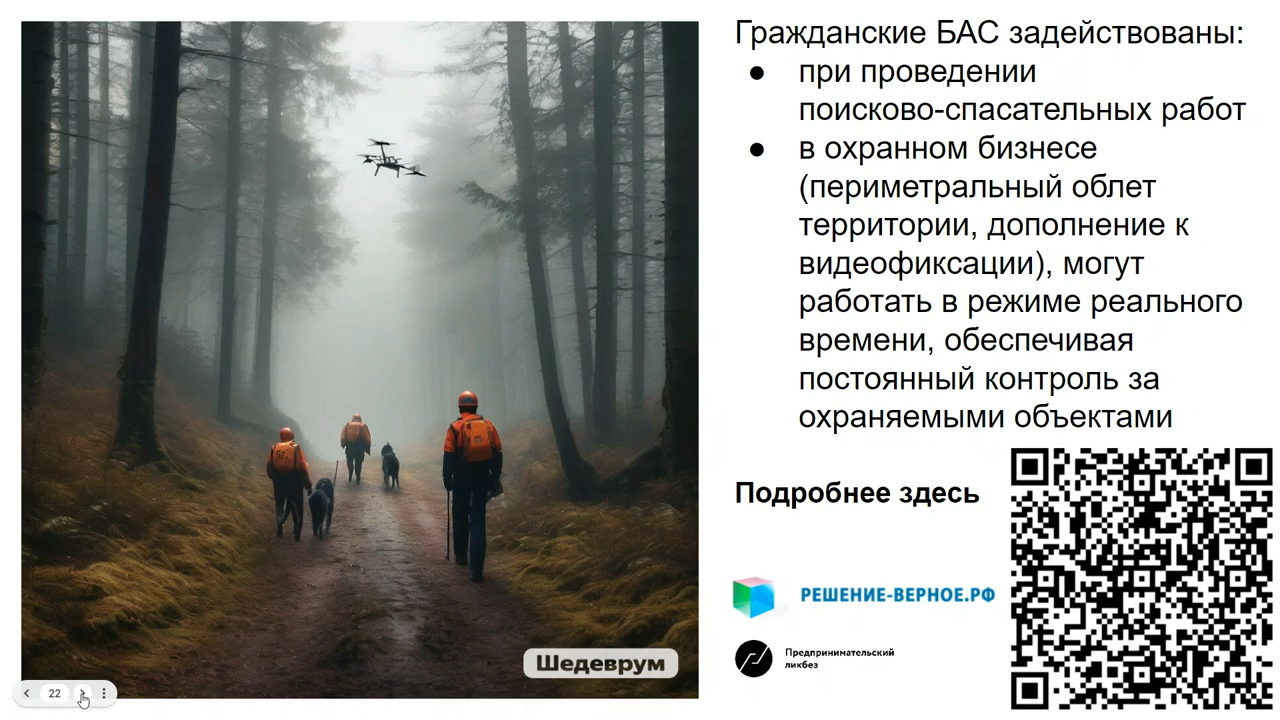 Гражданские БАС задействованы:
● при проведении
поисково-спасательных работ
● в охранном бизнесе
(периметральный облет
территории, дополнение к
видеофиксации), могут
работать в режиме реального
времени, обеспечивая
постоянный контроль за
охраняемыми объектами
Подробнее здесь
РЕШЕНИЕ-ВЕРНОЕ.РФ
Предпринимательский
ликбез
Шедеврум
22